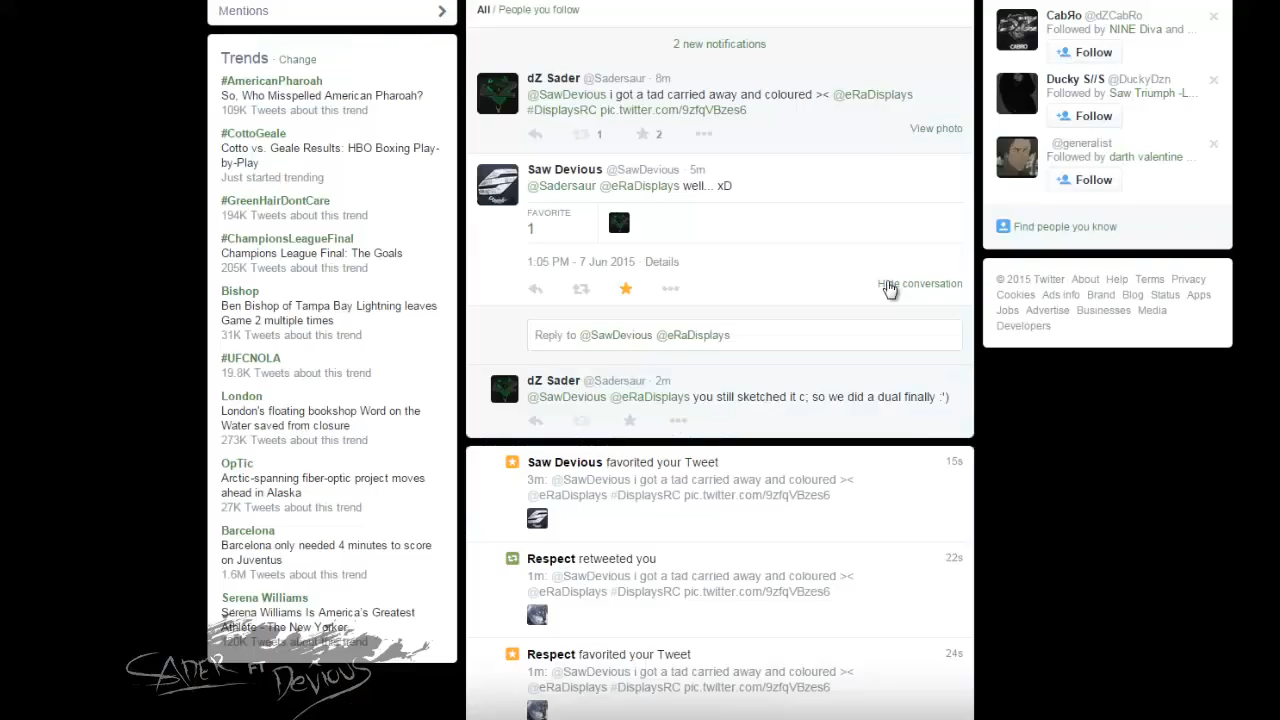 Mentions
Trends · Change
#AmericanPharoah
So, Who Misspelled American Pharoah?
109K Tweets about this trend
#CottoGeale
Cotto vs. Geale Results: HBO Boxing Play-
by-Play
Just started trending
#GreenHairDontCare
194K Tweets about this trend
#ChampionsLeagueFinal
Champions League Final: The Goals
205K Tweets about this trend
Bishop
Ben Bishop of Tampa Bay Lightning leaves
Game 2 multiple times
31K Tweets about this trend
#UFCNOLA
19.8K Tweets about this trend
London
London's floating bookshop Word on the
Water saved from closure
273K Tweets about this trend
OpTic
Arctic-spanning fiber-optic project moves
ahead in Alaska
27K Tweets about this trend
Barcelona
Barcelona only needed 4 minutes to score
on Juventus
1.6M Tweets about this trend
Serena Williams
Serena Williams Is America's Greatest
Athlete - The New Yorker
120K Tweets about this trend
SADER FT
DEVIOUS
All / People you follow
2 new notifications
dZ Sader @Sadersaur · 8m
@SawDevious i got a tad carried away and coloured >< @eRaDisplays
#DisplaysRC pic.twitter.com/9zfqVBzes6
1 2 View photo
Saw Devious @SawDevious · 5m
@Sadersaur @eRaDisplays well... xD
FAVORITE
1
1:05 PM - 7 Jun 2015 · Details
Hide conversation
Reply to @SawDevious @eRaDisplays
dZ Sader @Sadersaur · 2m
@SawDevious @eRaDisplays you still sketched it c; so we did a dual finally :')
Saw Devious favorited your Tweet 15s
3m: @SawDevious i got a tad carried away and coloured ><
@eRaDisplays #DisplaysRC pic.twitter.com/9zfqVBzes6
Respect retweeted you 22s
1m: @SawDevious i got a tad carried away and coloured ><
@eRaDisplays #DisplaysRC pic.twitter.com/9zfqVBzes6
Respect favorited your Tweet 24s
1m: @SawDevious i got a tad carried away and coloured ><
@eRaDisplays #DisplaysRC pic.twitter.com/9zfqVBzes6
CabЯo @dZCabRo
Followed by NINE Diva and ...
Follow
Ducky S//S @DuckyDzn
Followed by Saw Triumph -L...
Follow
@generalist
Followed by darth valentine ...
Follow
Find people you know
© 2015 Twitter About Help Terms Privacy
Cookies Ads info Brand Blog Status Apps
Jobs Advertise Businesses Media
Developers